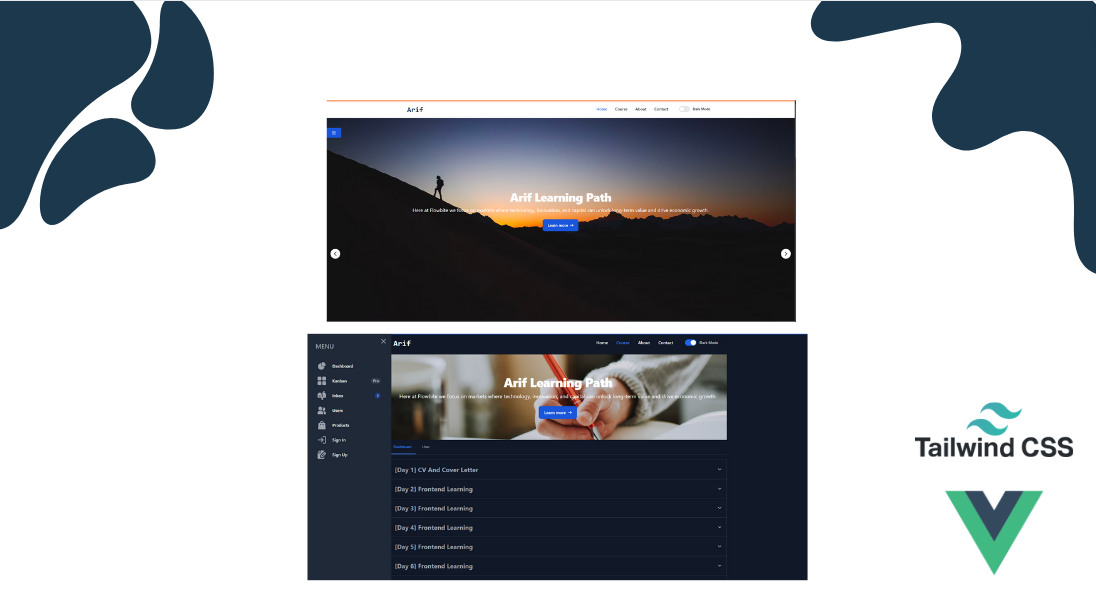 Arif
Home Course About Contact Dark Mode
Arif Learning Path
Here at Flowbite we focus on markets where technology, innovation, and capital can unlock long-term value and drive economic growth.
Learn more →
MENU
Arif
Home Course About Contact Dark Mode
Dashboard
Kanban Pro
Inbox 3
Users
Products
Sign In
Sign Up
Arif Learning Path
Here at Flowbite we focus on markets where technology, innovation, and capital can unlock long-term value and drive economic growth.
Learn more →
Dashboard User
[Day 1] CV And Cover Letter
[Day 2] Frontend Learning
[Day 3] Frontend Learning
[Day 4] Frontend Learning
[Day 5] Frontend Learning
[Day 6] Frontend Learning
Tailwind CSS